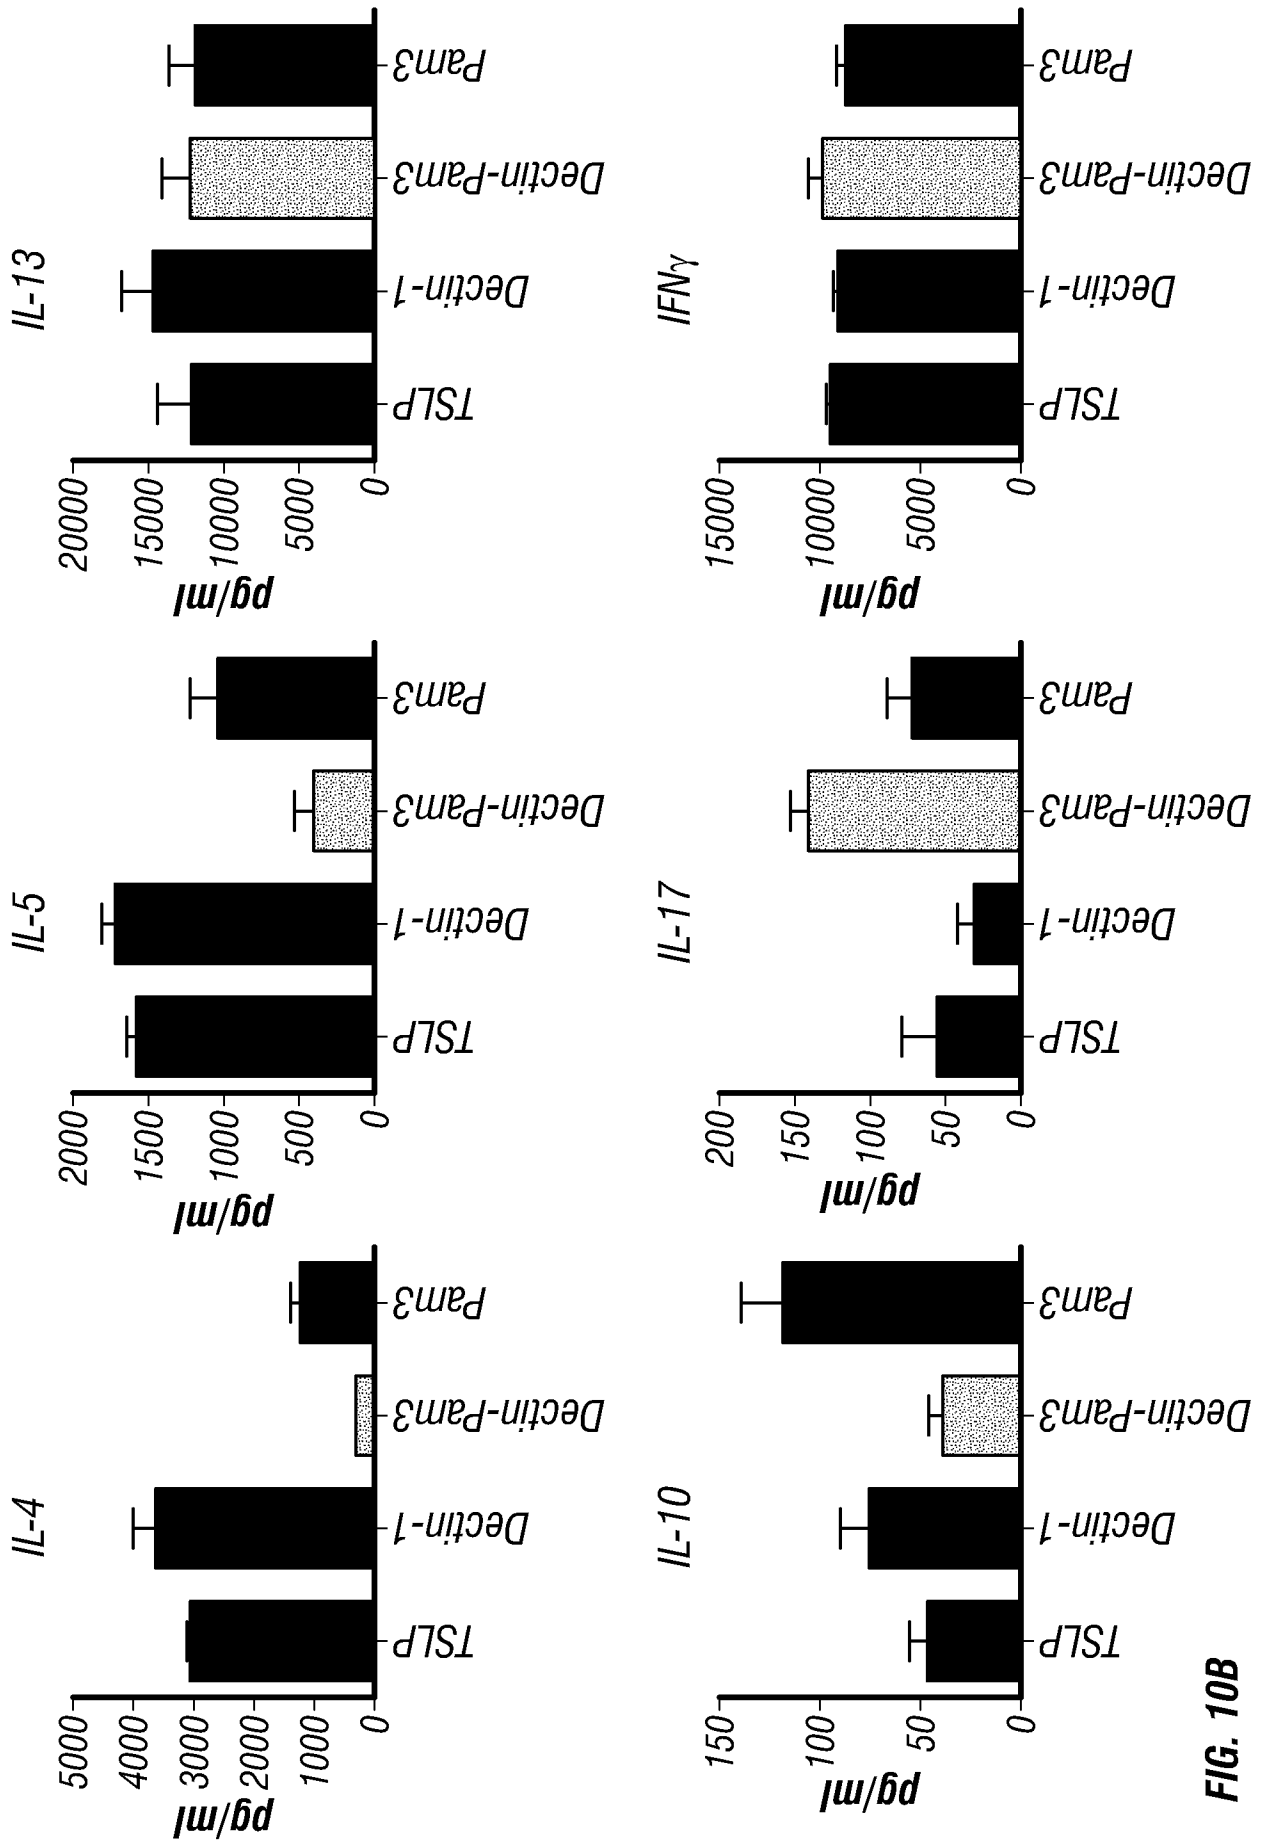 IL-4
pg/ml
5000
4000
3000
2000
1000
0
TSLP
Dectin-1
Dectin-Pam3
Pam3
IL-5
pg/ml
2000
1500
1000
500
0
TSLP
Dectin-1
Dectin-Pam3
Pam3
IL-13
pg/ml
20000
15000
10000
5000
0
TSLP
Dectin-1
Dectin-Pam3
Pam3
IL-10
pg/ml
150
100
50
0
TSLP
Dectin-1
Dectin-Pam3
Pam3
IL-17
pg/ml
200
150
100
50
0
TSLP
Dectin-1
Dectin-Pam3
Pam3
IFNγ
pg/ml
15000
10000
5000
0
TSLP
Dectin-1
Dectin-Pam3
Pam3
FIG. 10B